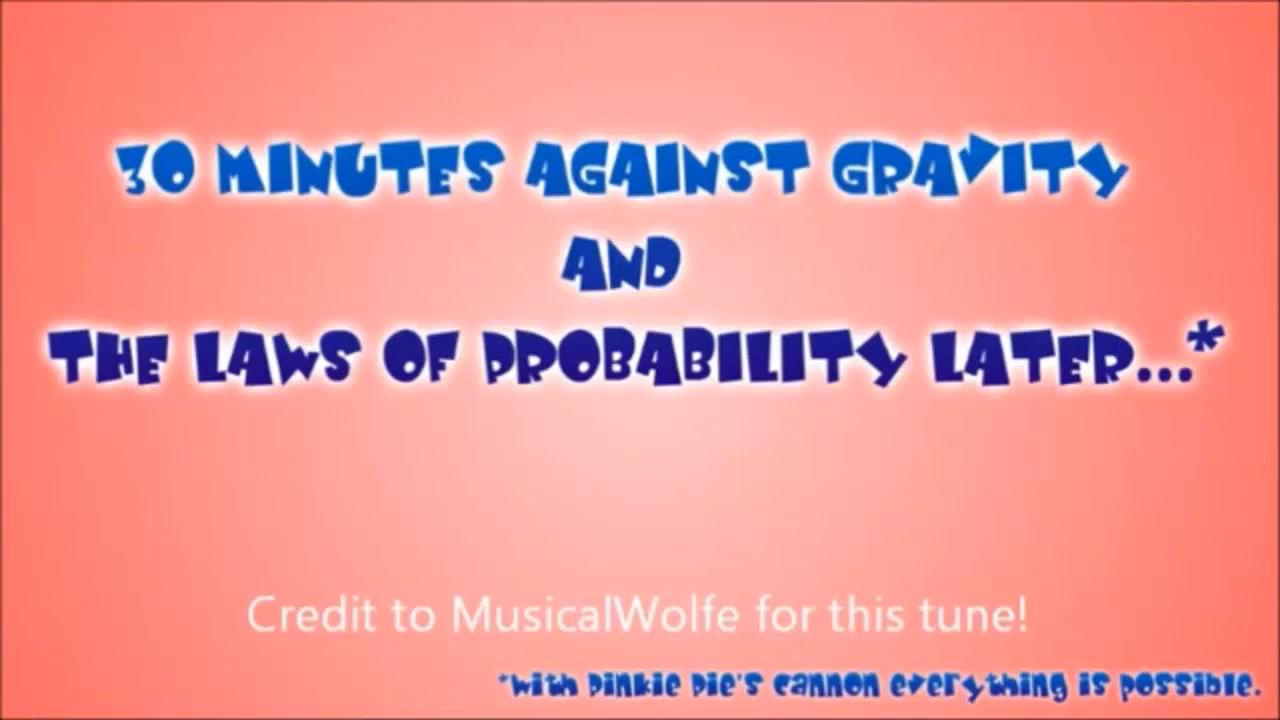 30 MINUTES AGAINST GRAVITY
AND
THE LAWS OF PROBABILITY LATER...*
Credit to MusicalWolfe for this tune!
*with pinkie pie's cannon everything is possible.